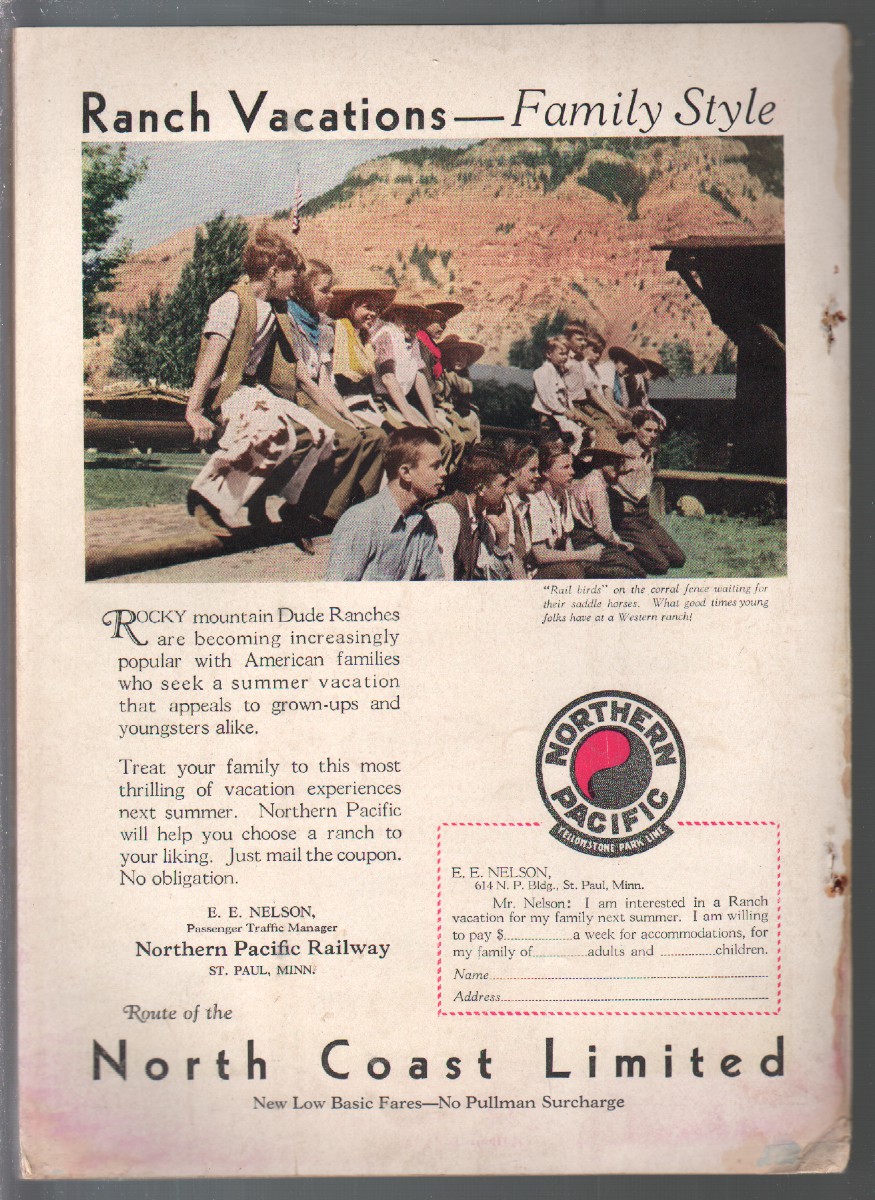 Ranch Vacations—Family Style
"Rail birds" on the corral fence waiting for
their saddle horses. What good times young
folks have at a Western ranch!
ROCKY mountain Dude Ranches
are becoming increasingly
popular with American families
who seek a summer vacation
that appeals to grown-ups and
youngsters alike.
Treat your family to this most
thrilling of vacation experiences
next summer. Northern Pacific
will help you choose a ranch to
your liking. Just mail the coupon.
No obligation.
E. E. NELSON,
Passenger Traffic Manager
Northern Pacific Railway
ST. PAUL, MINN.
NORTHERN
PACIFIC
YELLOWSTONE PARK LINE
E. E. NELSON,
614 N. P. Bldg., St. Paul, Minn.
Mr. Nelson: I am interested in a Ranch
vacation for my family next summer. I am willing
to pay $..............a week for accommodations, for
my family of..............adults and ..............children.
Name
Address
Route of the
North Coast Limited
New Low Basic Fares—No Pullman Surcharge